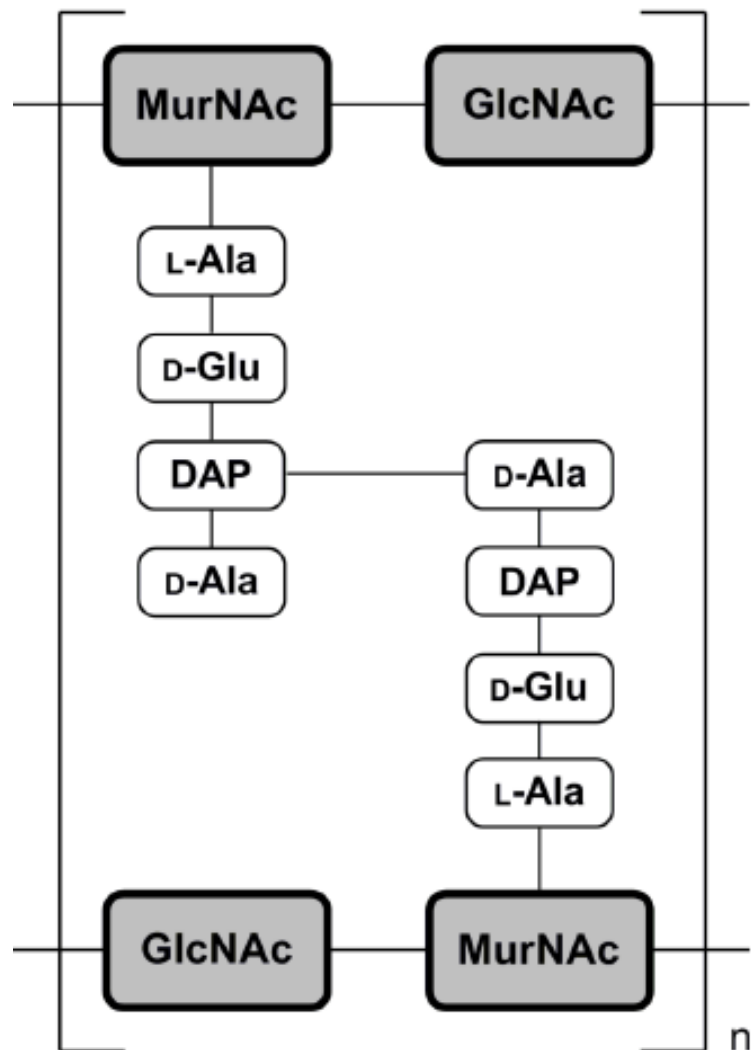 MurNAc GlcNAc
L-Ala
D-Glu
DAP D-Ala
D-Ala DAP
D-Glu
L-Ala
GlcNAc MurNAc
n